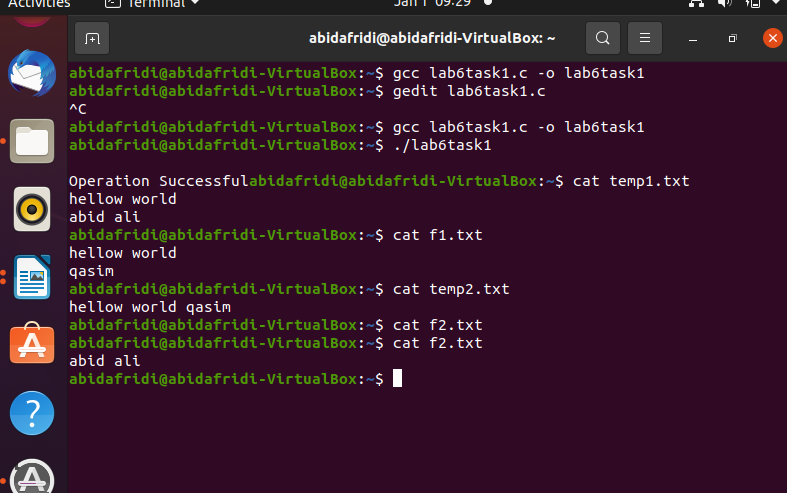 Activities Terminal Jan 1 09:29
abidafridi@abidafridi-VirtualBox: ~
abidafridi@abidafridi-VirtualBox:~$ gcc lab6task1.c -o lab6task1
abidafridi@abidafridi-VirtualBox:~$ gedit lab6task1.c
^C
abidafridi@abidafridi-VirtualBox:~$ gcc lab6task1.c -o lab6task1
abidafridi@abidafridi-VirtualBox:~$ ./lab6task1

Operation Successfulabidafridi@abidafridi-VirtualBox:~$ cat temp1.txt
hellow world
abid ali
abidafridi@abidafridi-VirtualBox:~$ cat f1.txt
hellow world
qasim
abidafridi@abidafridi-VirtualBox:~$ cat temp2.txt
hellow world qasim
abidafridi@abidafridi-VirtualBox:~$ cat f2.txt
abidafridi@abidafridi-VirtualBox:~$ cat f2.txt
abid ali
abidafridi@abidafridi-VirtualBox:~$